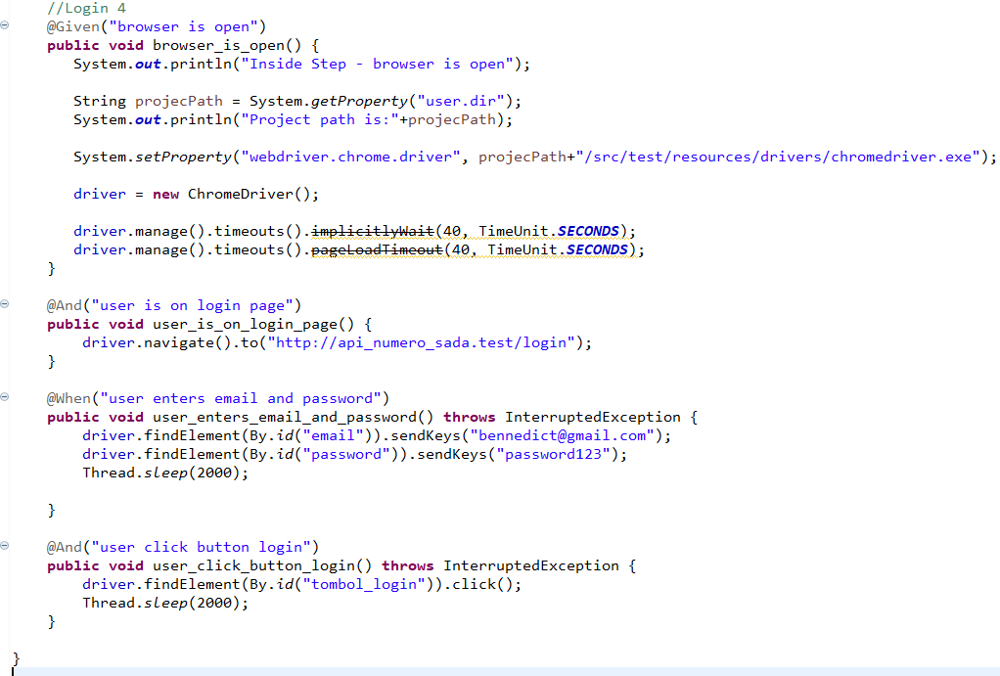 //Login 4
@Given("browser is open")
public void browser_is_open() {
System.out.println("Inside Step - browser is open");
String projecPath = System.getProperty("user.dir");
System.out.println("Project path is:"+projecPath);
System.setProperty("webdriver.chrome.driver", projecPath+"/src/test/resources/drivers/chromedriver.exe");
driver = new ChromeDriver();
driver.manage().timeouts().implicitlyWait(40, TimeUnit.SECONDS);
driver.manage().timeouts().pageLoadTimeout(40, TimeUnit.SECONDS);
}
@And("user is on login page")
public void user_is_on_login_page() {
driver.navigate().to("http://api_numero_sada.test/login");
}
@When("user enters email and password")
public void user_enters_email_and_password() throws InterruptedException {
driver.findElement(By.id("email")).sendKeys("bennedict@gmail.com");
driver.findElement(By.id("password")).sendKeys("password123");
Thread.sleep(2000);
}
@And("user click button login")
public void user_click_button_login() throws InterruptedException {
driver.findElement(By.id("tombol_login")).click();
Thread.sleep(2000);
}
}